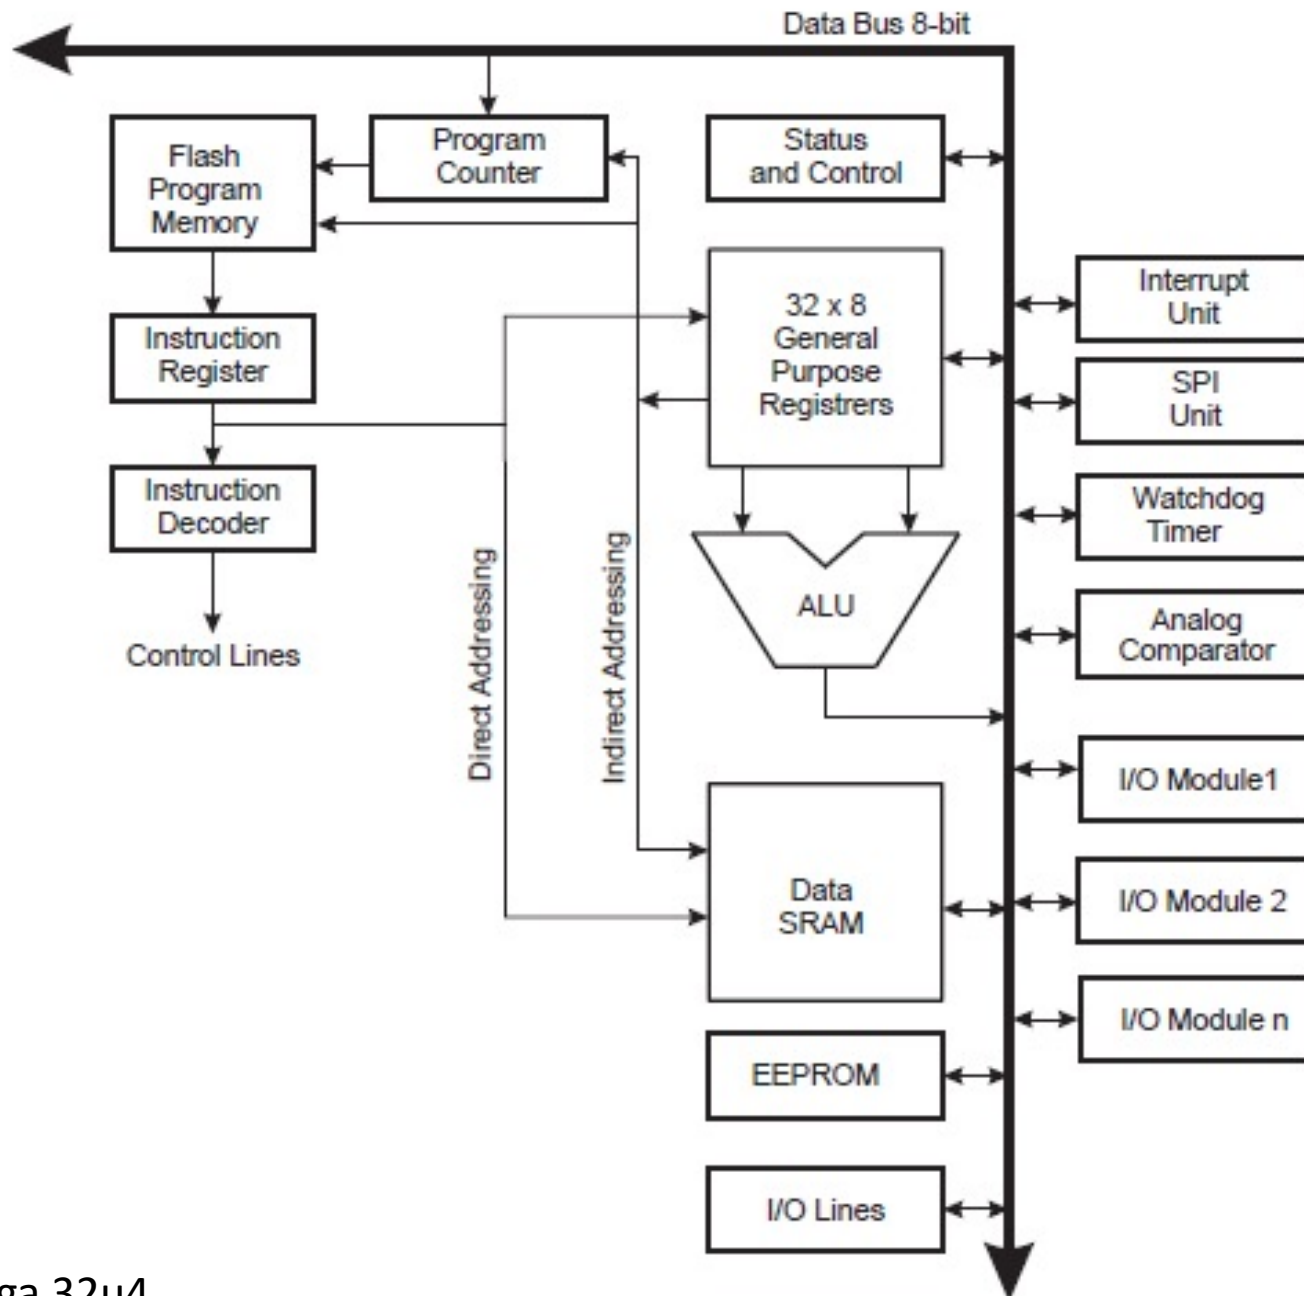 Data Bus 8-bit
Flash
Program
Memory
Program
Counter
Status
and Control
Instruction
Register
32 x 8
General
Purpose
Registrers
Interrupt
Unit
SPI
Unit
Instruction
Decoder
Watchdog
Timer
Control Lines
Direct Addressing
Indirect Addressing
ALU
Analog
Comparator
I/O Module1
Data
SRAM
I/O Module 2
I/O Module n
EEPROM
I/O Lines
ga 32u4